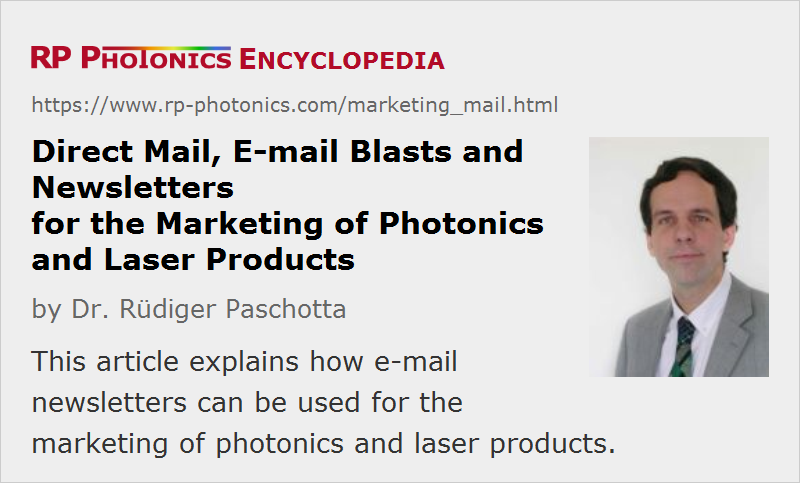 RP PHOTONICS ENCYCLOPEDIA
https://www.rp-photonics.com/marketing_mail.html
Direct Mail, E-mail Blasts and
Newsletters
for the Marketing of Photonics
and Laser Products
by Dr. Rüdiger Paschotta
This article explains how e-mail
newsletters can be used for the
marketing of photonics and laser products.